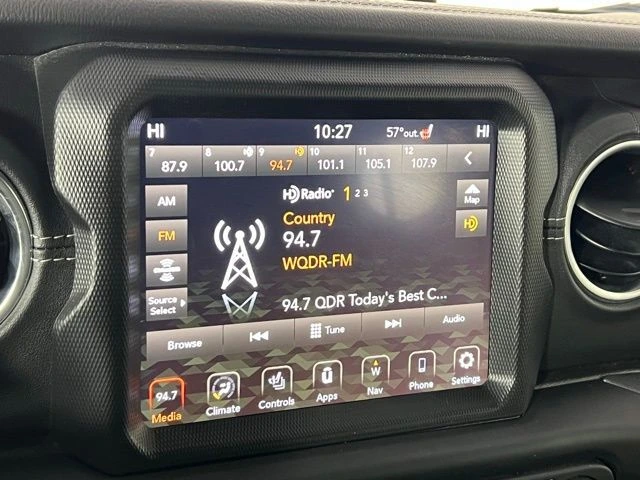 HI 10:27 57°out. HI
7 8 9 10 11 12
87.9 100.7 94.7 101.1 105.1 107.9
AM HD Radio 1 2 3 Map
Country
FM 94.7 HD
WQDR-FM
Source
Select 94.7 QDR Today's Best C...
Browse Tune Audio
94.7 W
Media Climate Controls Apps Nav Phone Settings